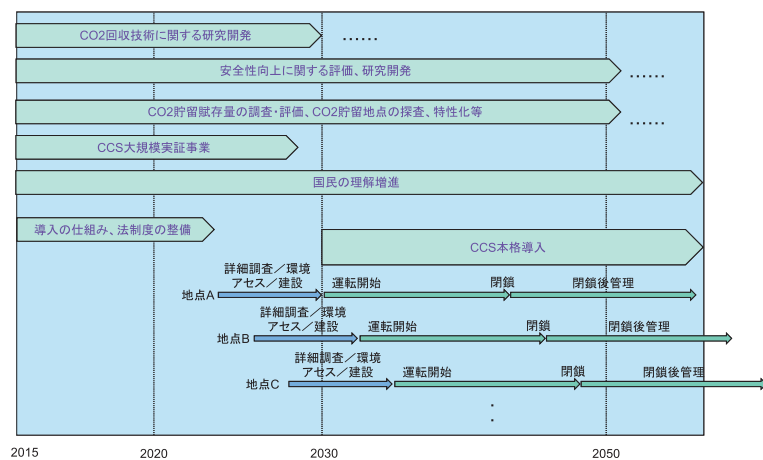 CO2回収技術に関する研究開発
……
安全性向上に関する評価、研究開発
……
CO2貯留賦存量の調査・評価、CO2貯留地点の探査、特性化等
……
CCS大規模実証事業
国民の理解増進
導入の仕組み、法制度の整備
CCS本格導入
詳細調査／環境
アセス／建設
地点A
運転開始
閉鎖
閉鎖後管理
詳細調査／環境
アセス／建設
地点B
運転開始
閉鎖
閉鎖後管理
詳細調査／環境
アセス／建設
地点C
運転開始
閉鎖
閉鎖後管理
2015
2020
2030
2050